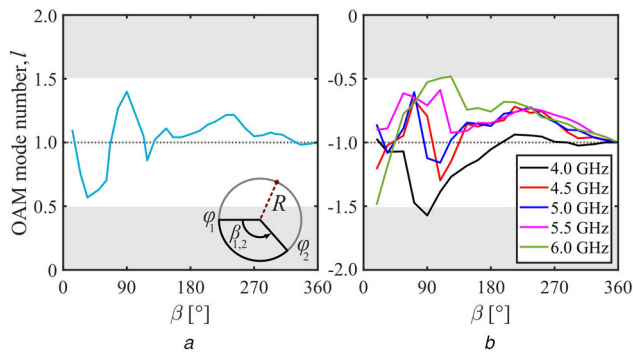 2.0
1.5
1.0
0.5
0
OAM mode number, l
0 90 180 270 360
β [°]
a
φ1
β1,2
R
φ2
-0
-0.5
-1.0
-1.5
-2.0
4.0 GHz
4.5 GHz
5.0 GHz
5.5 GHz
6.0 GHz
0 90 180 270 360
β [°]
b